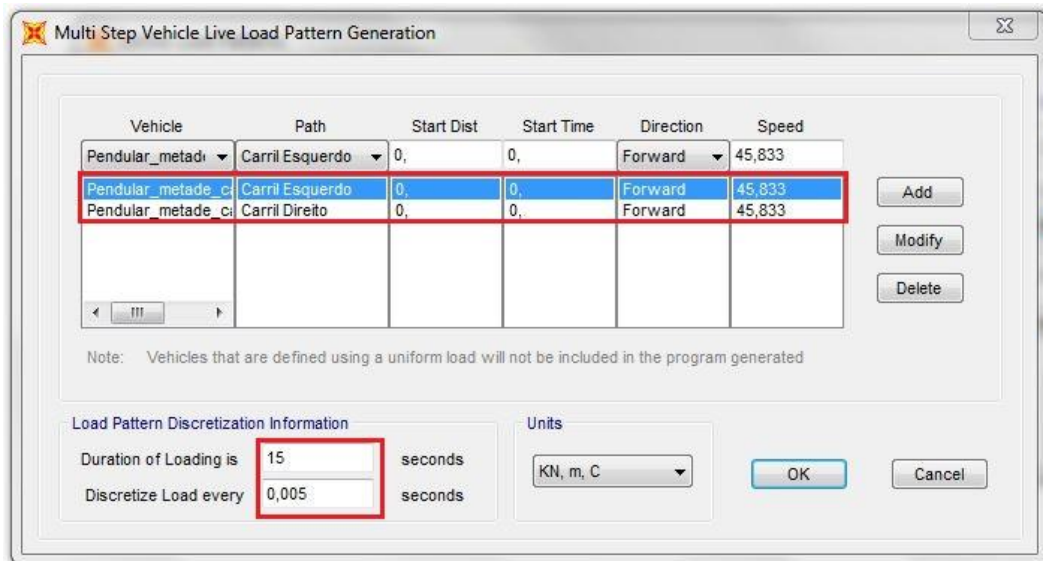 Multi Step Vehicle Live Load Pattern Generation
Vehicle Path Start Dist Start Time Direction Speed
Pendular_metad Carril Esquerdo 0, 0, Forward 45,833
Pendular_metade_ca Carril Esquerdo 0, 0, Forward 45,833
Pendular_metade_ca Carril Direito 0, 0, Forward 45,833
Add
Modify
Delete
Note: Vehicles that are defined using a uniform load will not be included in the program generated
Load Pattern Discretization Information
Duration of Loading is 15 seconds
Discretize Load every 0,005 seconds
Units
KN, m, C
OK
Cancel